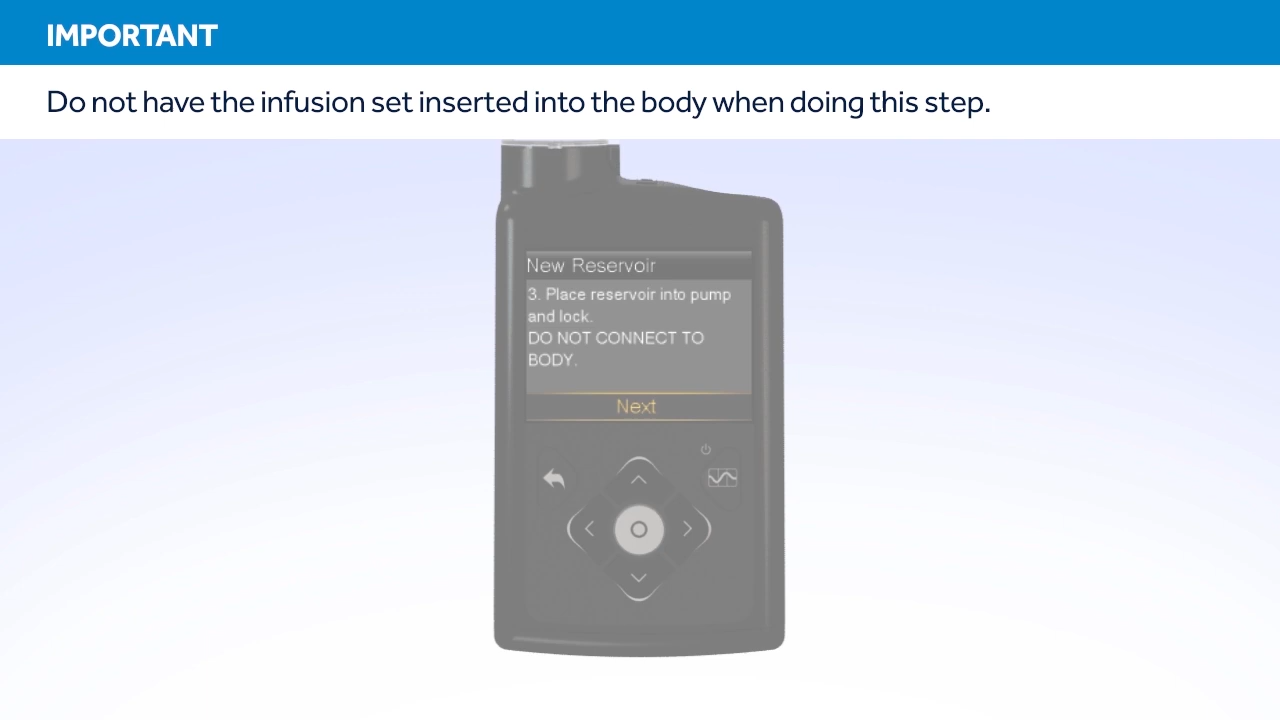 IMPORTANT
Do not have the infusion set inserted into the body when doing this step.
New Reservoir
3. Place reservoir into pump
and lock.
DO NOT CONNECT TO
BODY.
Next